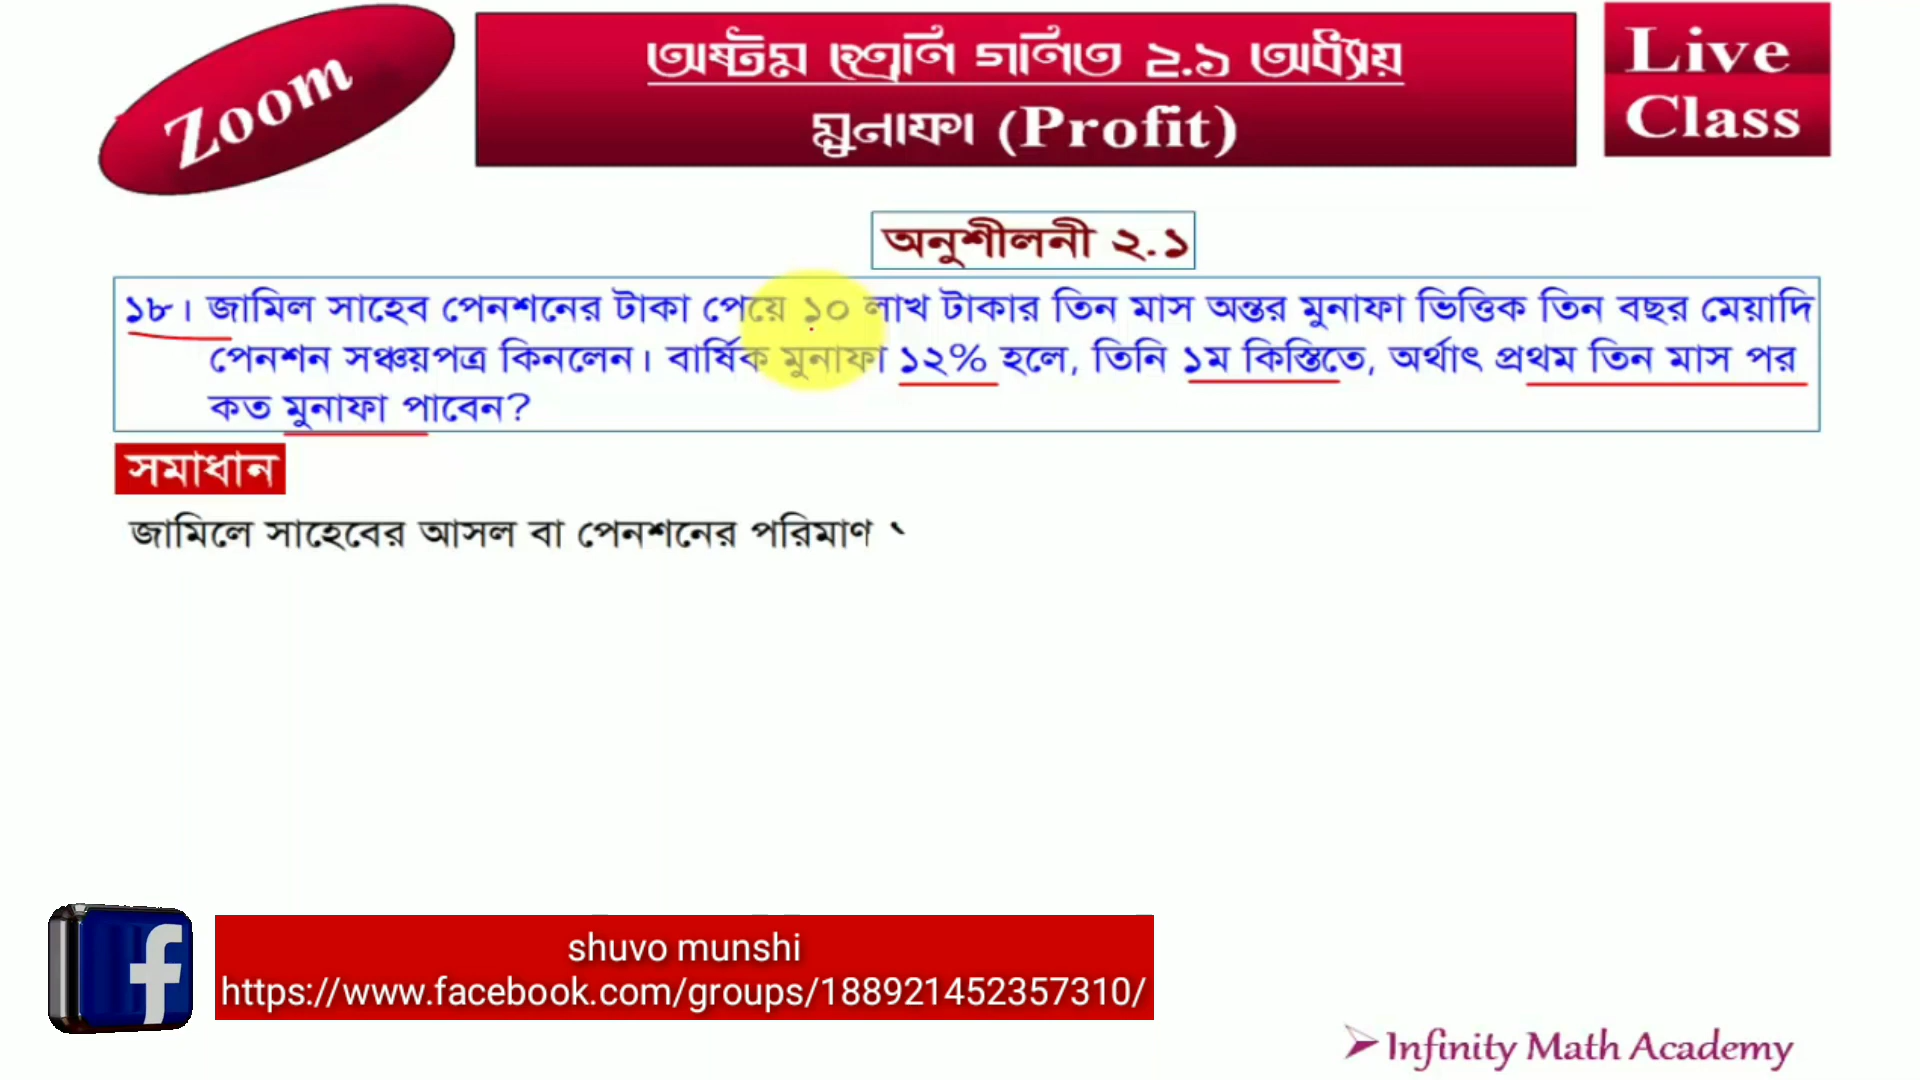 Zoom
অষ্টম শ্রেণি গণিত ২.১ অধ্যায়
মুনাফা (Profit)
Live
Class
অনুশীলনী ২.১
১৮। জামিল সাহেব পেনশনের টাকা পেয়ে ১০ লাখ টাকার তিন মাস অন্তর মুনাফা ভিত্তিক তিন বছর মেয়াদি
পেনশন সঞ্চয়পত্র কিনলেন। বার্ষিক মুনাফা ১২% হলে, তিনি ১ম কিস্তিতে, অর্থাৎ প্রথম তিন মাস পর
কত মুনাফা পাবেন?
সমাধান
জামিলে সাহেবের আসল বা পেনশনের পরিমাণ
f
shuvo munshi
https://www.facebook.com/groups/188921452357310/
Infinity Math Academy